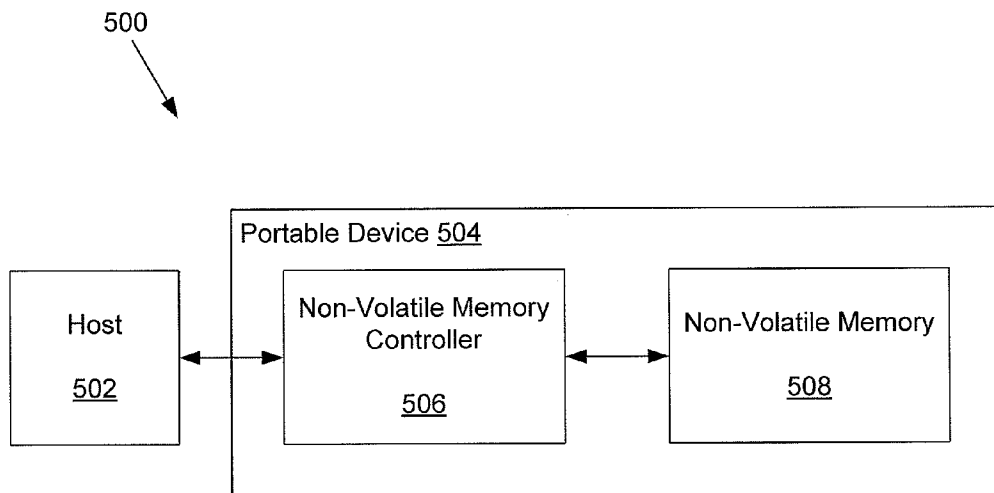 500
Portable Device 504
Host
502
Non-Volatile Memory
Controller
506
Non-Volatile Memory
508